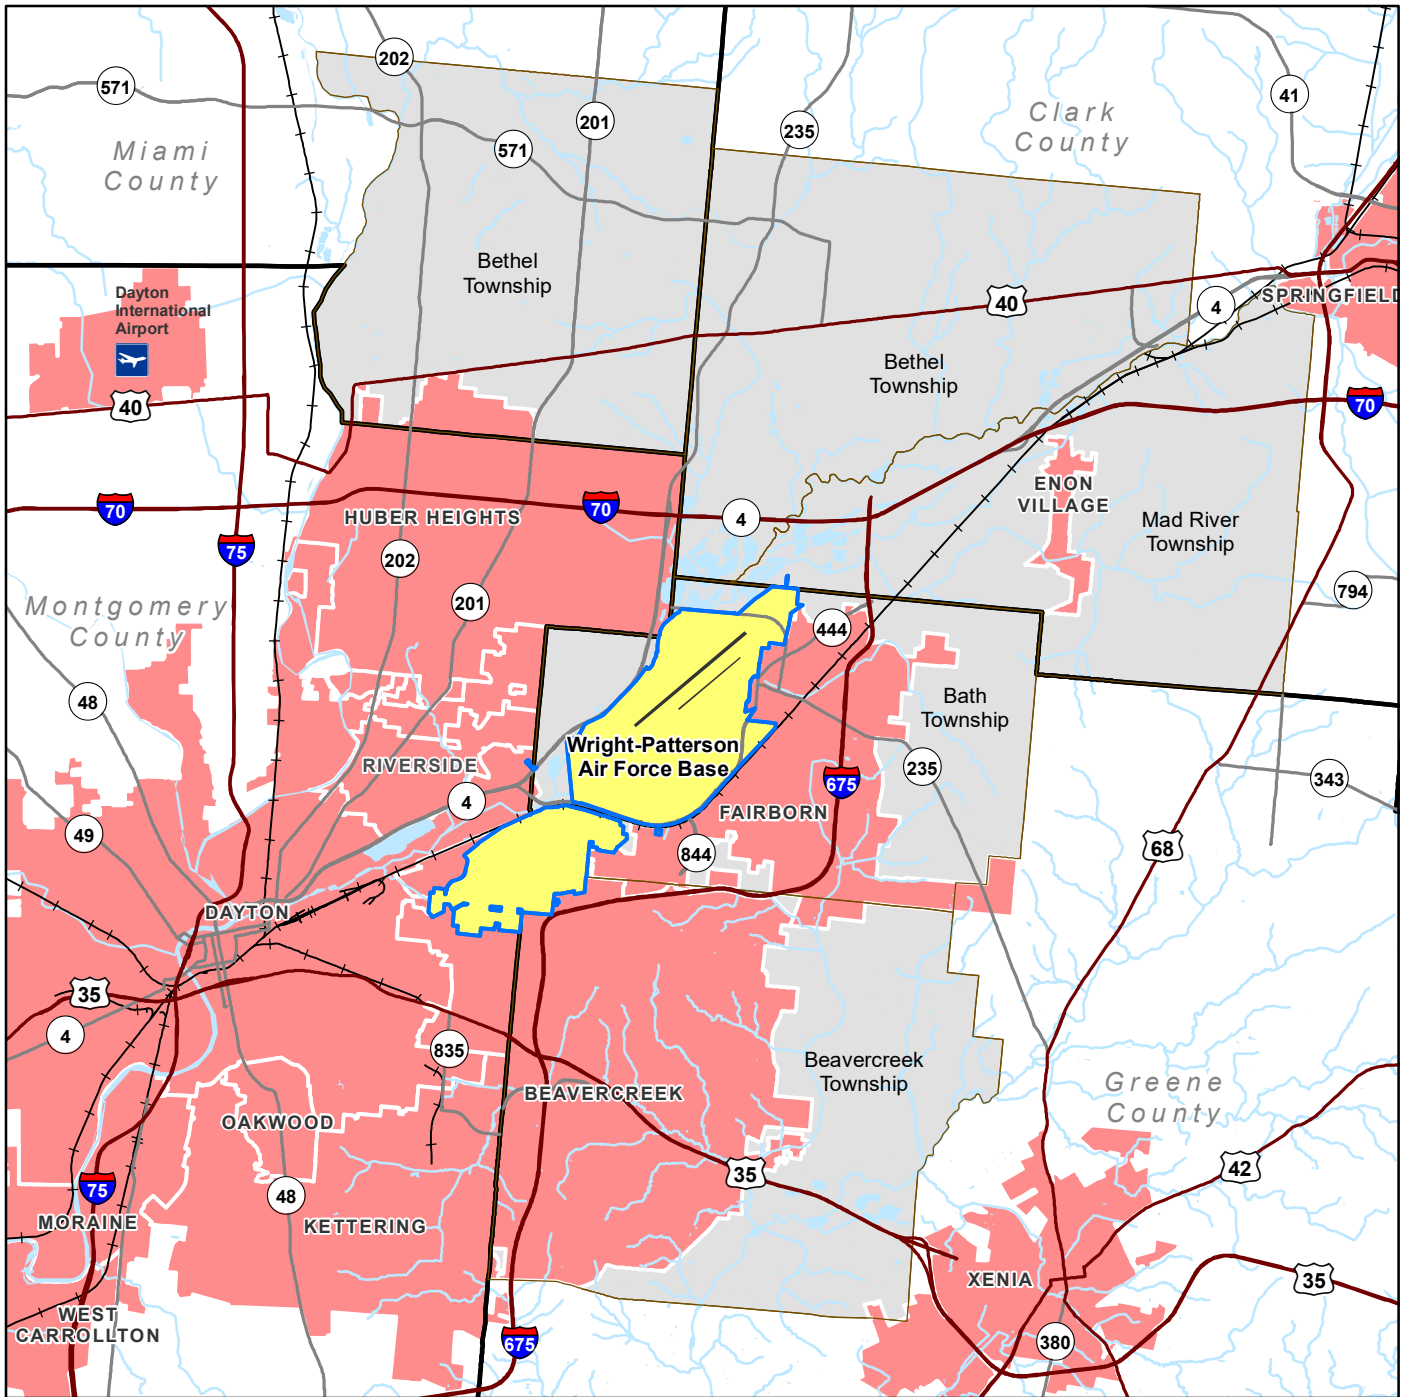 202
571
41
201
235
Clark
County
571
Miami
County
Bethel
Township
Dayton
International
Airport
40
4
SPRINGFIELD
Bethel
Township
40
70
ENON
VILLAGE
70
70
4
HUBER HEIGHTS
Mad River
Township
75
202
794
201
Montgomery
County
444
48
Bath
Township
Wright-Patterson
Air Force Base
RIVERSIDE
235
675
343
4
FAIRBORN
49
844
68
DAYTON
35
4
835
Beavercreek
Township
Greene
County
BEAVERCREEK
OAKWOOD
35
42
75
48
MORAINE
KETTERING
XENIA
35
WEST
CARROLLTON
675
380